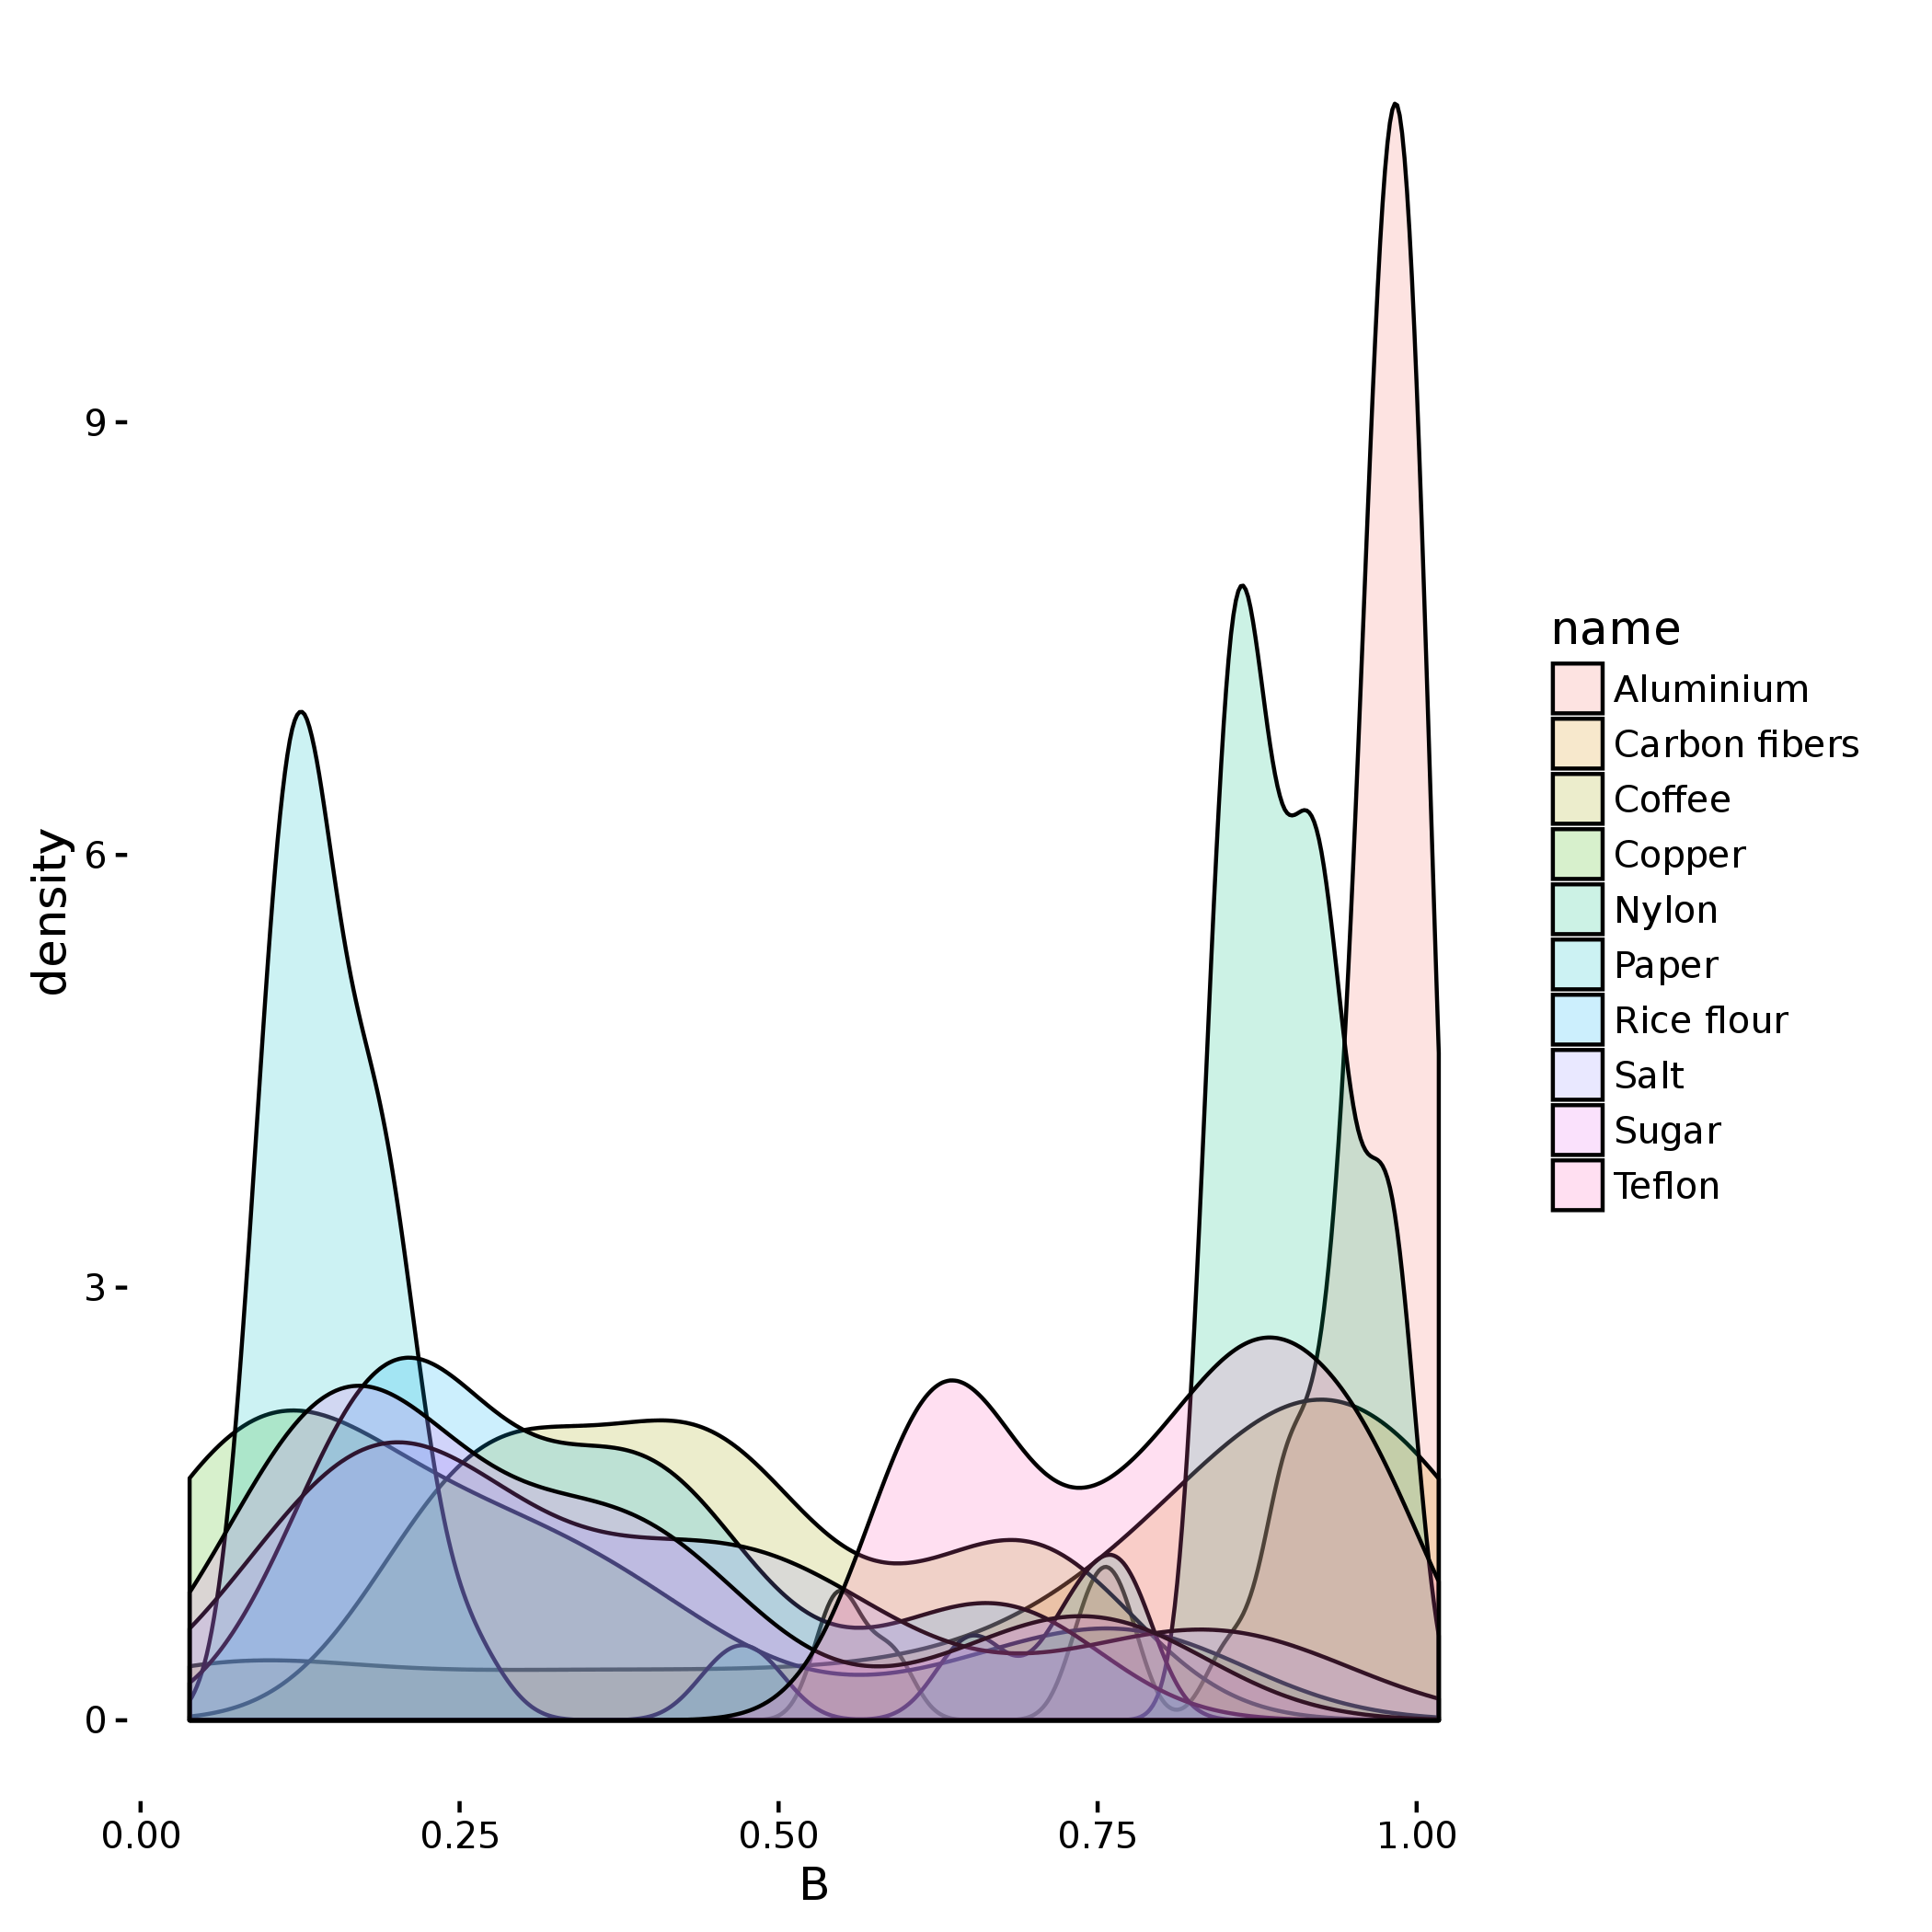 density
9
6
3
0
0.00 0.25 0.50 0.75 1.00
B
name
Aluminium
Carbon fibers
Coffee
Copper
Nylon
Paper
Rice flour
Salt
Sugar
Teflon